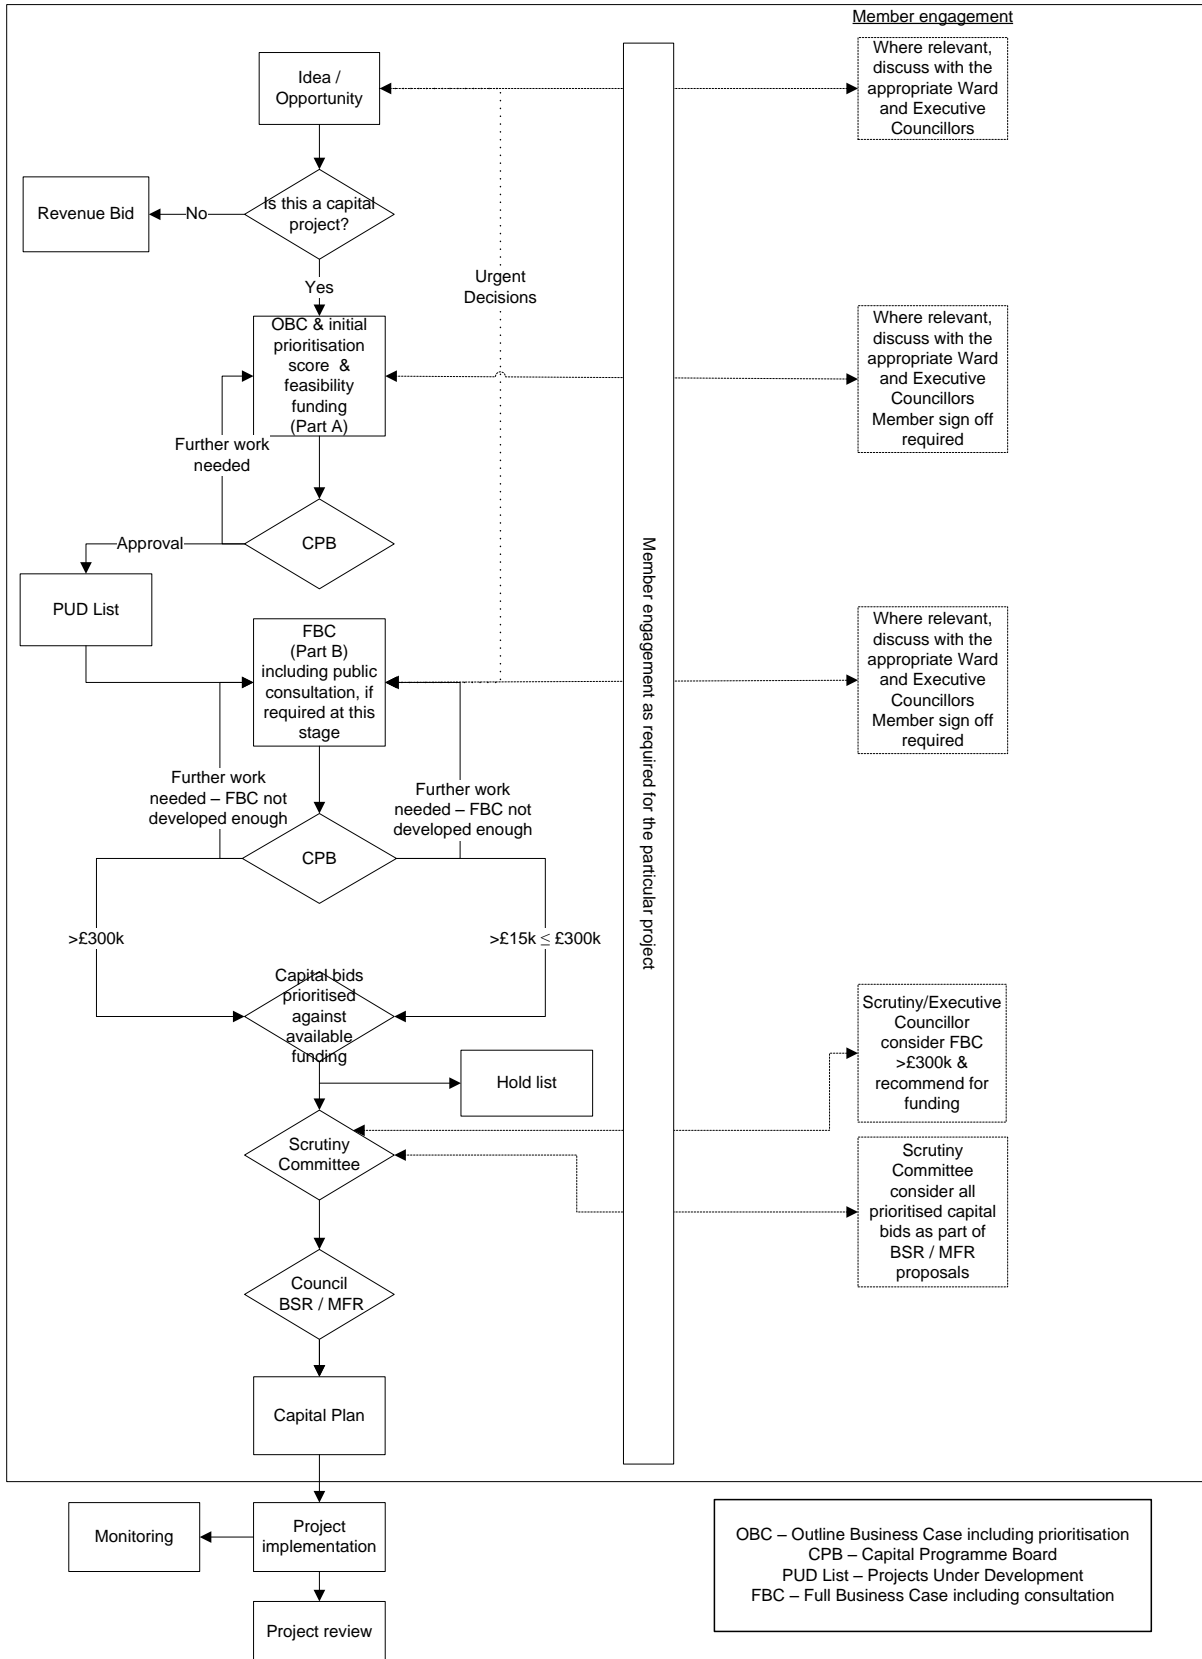 Member engagement
Idea /
Opportunity
Where relevant,
discuss with the
appropriate Ward
and Executive
Councillors
Revenue Bid
No
Is this a capital
project?
Yes
Urgent
Decisions
OBC & initial
prioritisation
score &
feasibility
funding
(Part A)
Where relevant,
discuss with the
appropriate Ward
and Executive
Councillors
Member sign off
required
Further work
needed
Approval
CPB
Member engagement as required for the particular project
PUD List
FBC
(Part B)
including public
consultation, if
required at this
stage
Where relevant,
discuss with the
appropriate Ward
and Executive
Councillors
Member sign off
required
Further work
needed – FBC not
developed enough
Further work
needed – FBC not
developed enough
CPB
>£300k
>£15k ≤ £300k
Capital bids
prioritised
against
available
funding
Scrutiny/Executive
Councillor
consider FBC
>£300k &
recommend for
funding
Hold list
Scrutiny
Committee
Scrutiny
Committee
consider all
prioritised capital
bids as part of
BSR / MFR
proposals
Council
BSR / MFR
Capital Plan
Monitoring
Project
implementation
Project review
OBC – Outline Business Case including prioritisation
CPB – Capital Programme Board
PUD List – Projects Under Development
FBC – Full Business Case including consultation